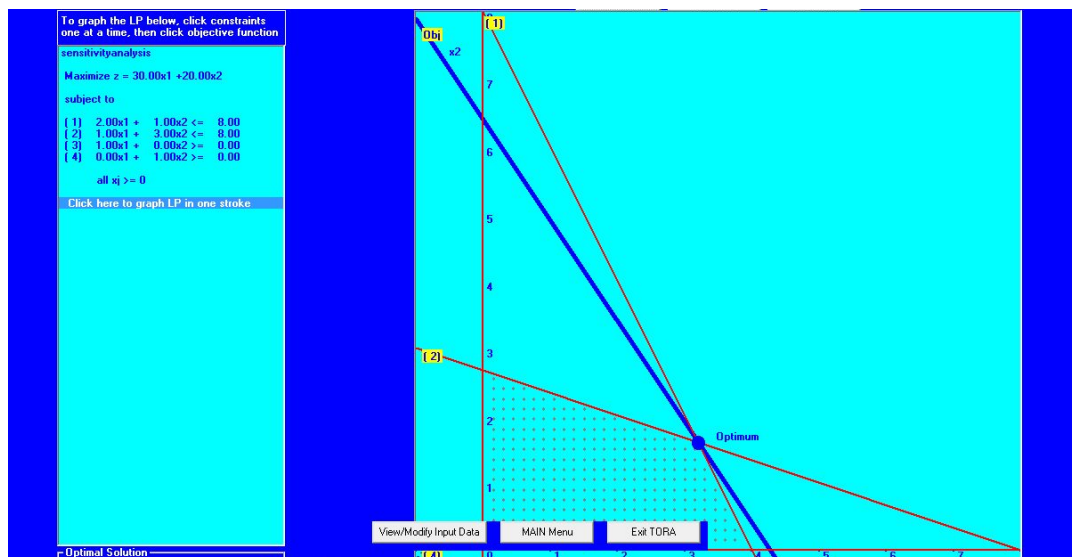 To graph the LP below, click constraints
one at a time, then click objective function
sensitivityanalysis
Maximize z = 30.00x1 +20.00x2
subject to
( 1) 2.00x1 + 1.00x2 <= 8.00
( 2) 1.00x1 + 3.00x2 <= 8.00
( 3) 1.00x1 + 0.00x2 >= 0.00
( 4) 0.00x1 + 1.00x2 >= 0.00
all xj >= 0
Click here to graph LP in one stroke
Optimal Solution
( 1)
Obj
x2
7
6
5
4
3
( 2)
2
Optimum
1
View/Modify Input Data
MAIN Menu
Exit TORA
( 4)
0
1
2
3
4
5
6
7